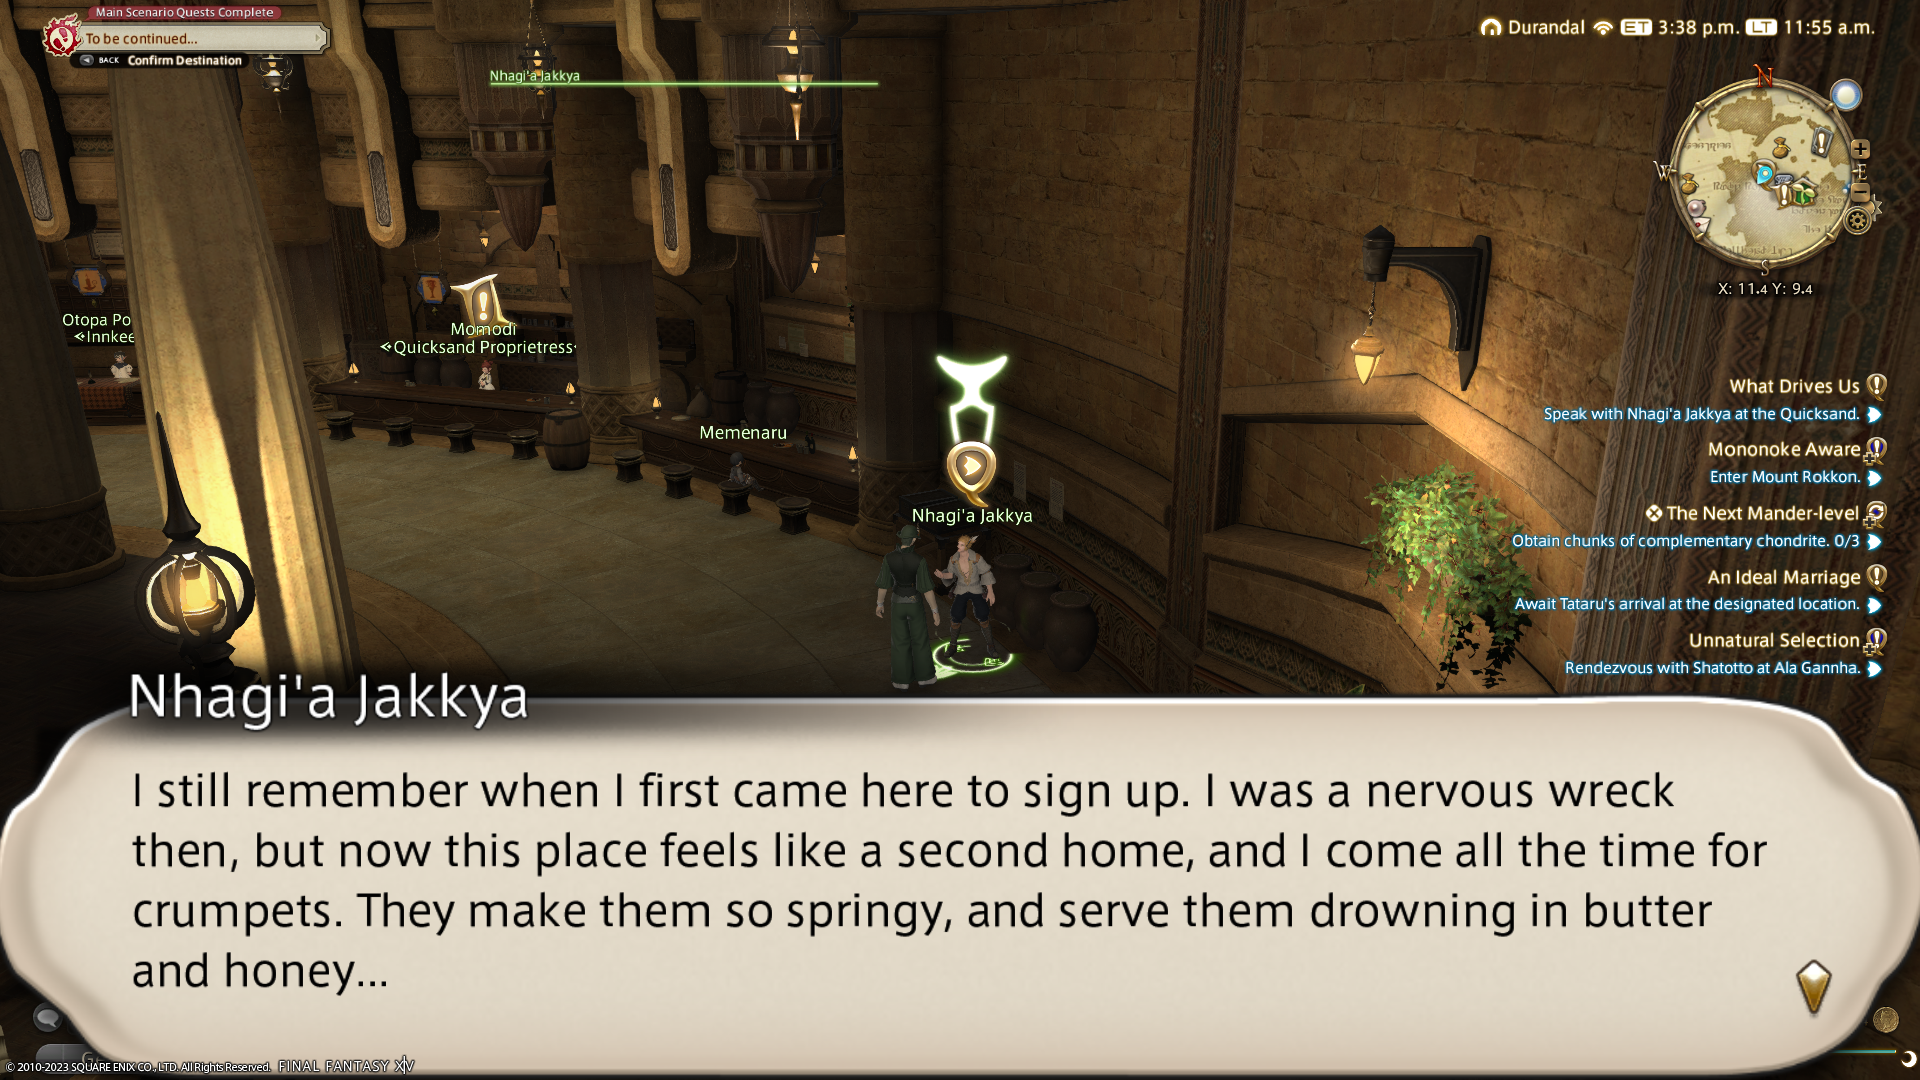 Main Scenario Quests Complete
To be continued...
BACK Confirm Destination
Nhagi'a Jakkya
Durandal ET 3:38 p.m. LT 11:55 a.m.
N
W
E
S
X: 11.4 Y: 9.4
Otopa Po
Innkee
Momodi
Quicksand Proprietress
Memenaru
Nhagi'a Jakkya
What Drives Us
Speak with Nhagi'a Jakkya at the Quicksand.
Mononoke Aware
Enter Mount Rokkon.
The Next Mander-level
Obtain chunks of complementary chondrite. 0/3
An Ideal Marriage
Await Tataru's arrival at the designated location.
Unnatural Selection
Rendezvous with Shatotto at Ala Gannha.
Nhagi'a Jakkya
I still remember when I first came here to sign up. I was a nervous wreck
then, but now this place feels like a second home, and I come all the time for
crumpets. They make them so springy, and serve them drowning in butter
and honey...
© 2010-2023 SQUARE ENIX CO., LTD. All Rights Reserved. FINAL FANTASY XIV